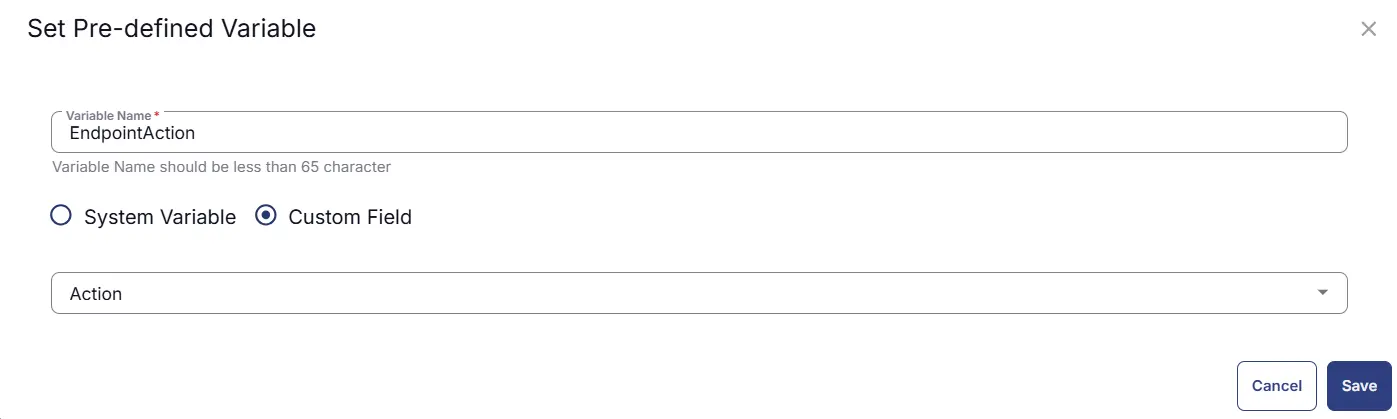 Set Pre-defined Variable
Variable Name *
EndpointAction
Variable Name should be less than 65 character
System Variable Custom Field
Action
Cancel Save